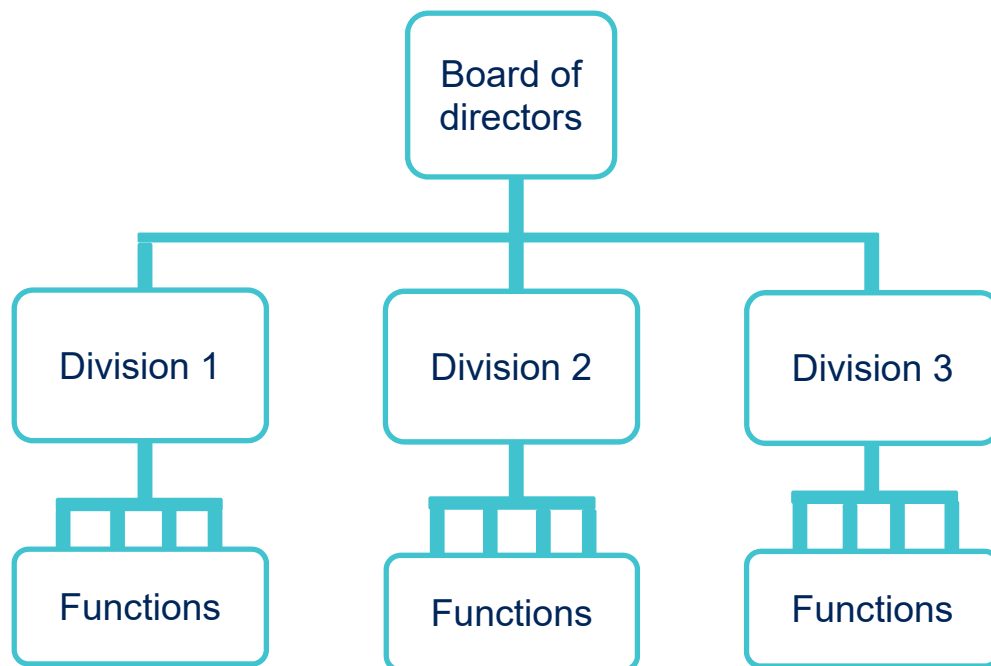 Board of
directors
Division 1
Division 2
Division 3
Functions
Functions
Functions